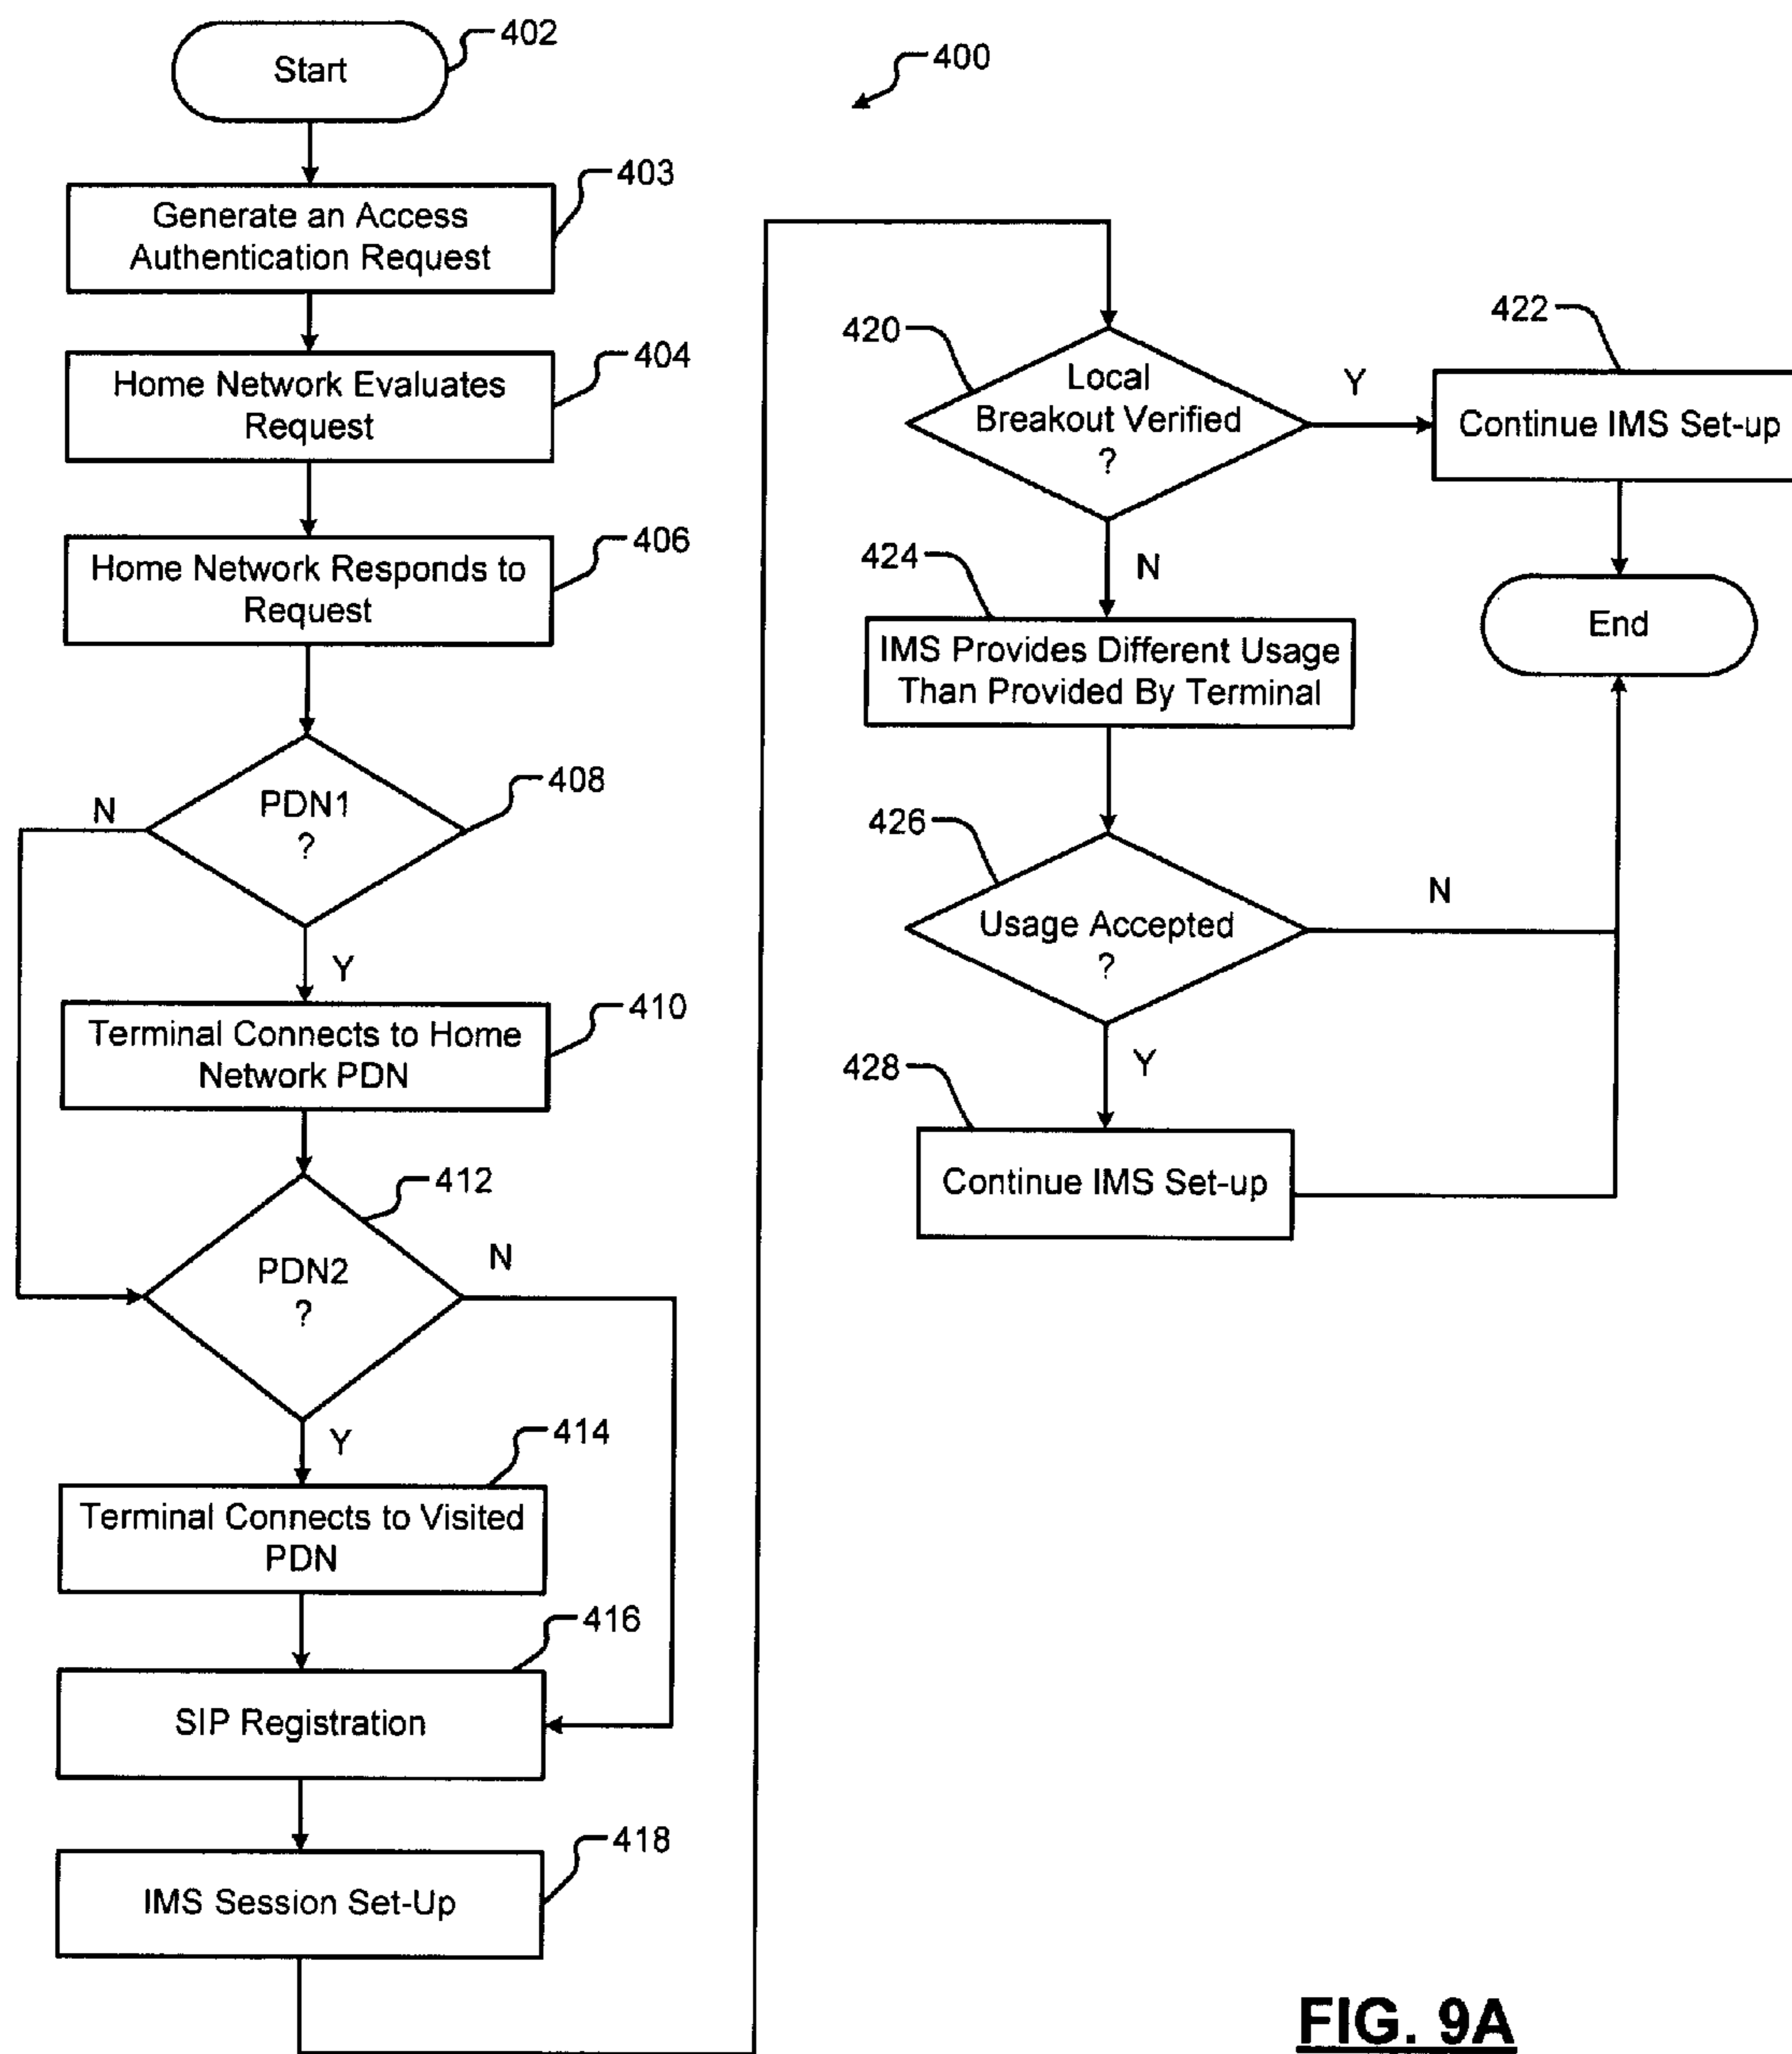 Start
402
400
Generate an Access
Authentication Request
403
Home Network Evaluates
Request
404
Home Network Responds to
Request
406
PDN1
?
408
N
Y
Terminal Connects to Home
Network PDN
410
PDN2
?
412
N
Y
Terminal Connects to Visited
PDN
414
SIP Registration
416
IMS Session Set-Up
418
420
Local
Breakout Verified
?
Y
N
422
Continue IMS Set-up
End
424
IMS Provides Different Usage
Than Provided By Terminal
426
Usage Accepted
?
N
Y
428
Continue IMS Set-up
FIG. 9A